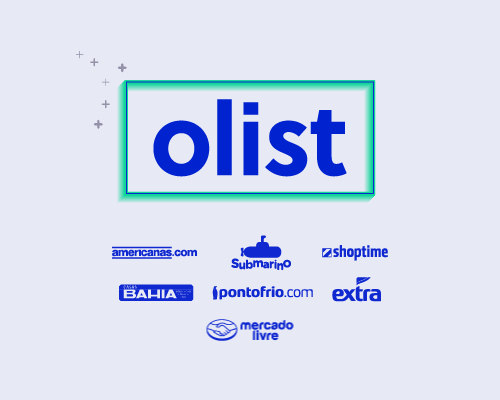 olist
americanas.com
Submarino
shoptime
BAHIA
pontofrio.com
extra
mercado
livre